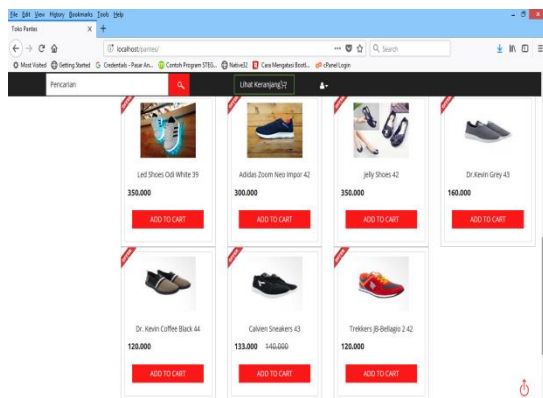 File Edit View History Bookmarks Tools Help
Toko Pantes × +
localhost/pantes/ Search
Most Visited Getting Started Credentials - Pasar An... Contoh Program STEG... Native32 Cara Mengatasi Bootl... cPanel Login
Pencarian Lihat Keranjang
Led Shoes Odi White 39 Adidas Zoom Neo Impor 42 Jelly Shoes 42 Dr.Kevin Grey 43
350.000 300.000 350.000 160.000
ADD TO CART ADD TO CART ADD TO CART ADD TO CART
Dr. Kevin Coffee Black 44 Calvien Sneakers 43 Trekkers JB-Bellagio 2 42
120.000 133.000 140.000 120.000
ADD TO CART ADD TO CART ADD TO CART